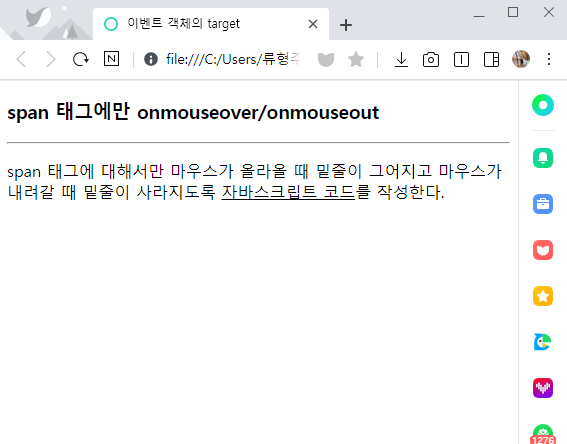 이벤트 객체의 target
N
file:///C:/Users/류형주
span 태그에만 onmouseover/onmouseout
span 태그에 대해서만 마우스가 올라올 때 밑줄이 그어지고 마우스가
내려갈 때 밑줄이 사라지도록 자바스크립트 코드를 작성한다.
1276